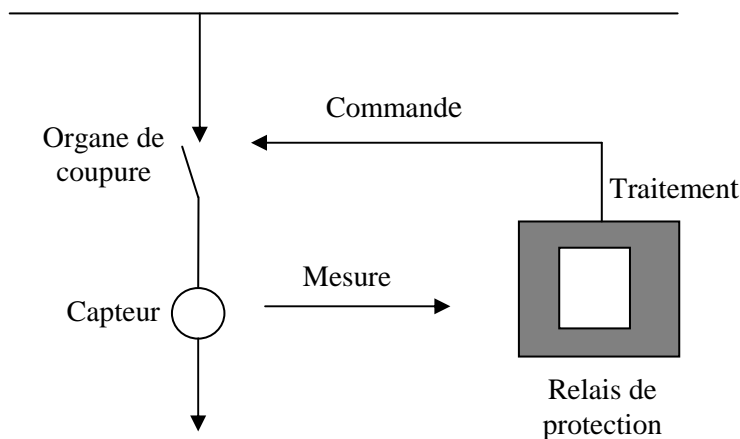 Commande
Organe de
coupure
Traitement
Mesure
Capteur
Relais de
protection